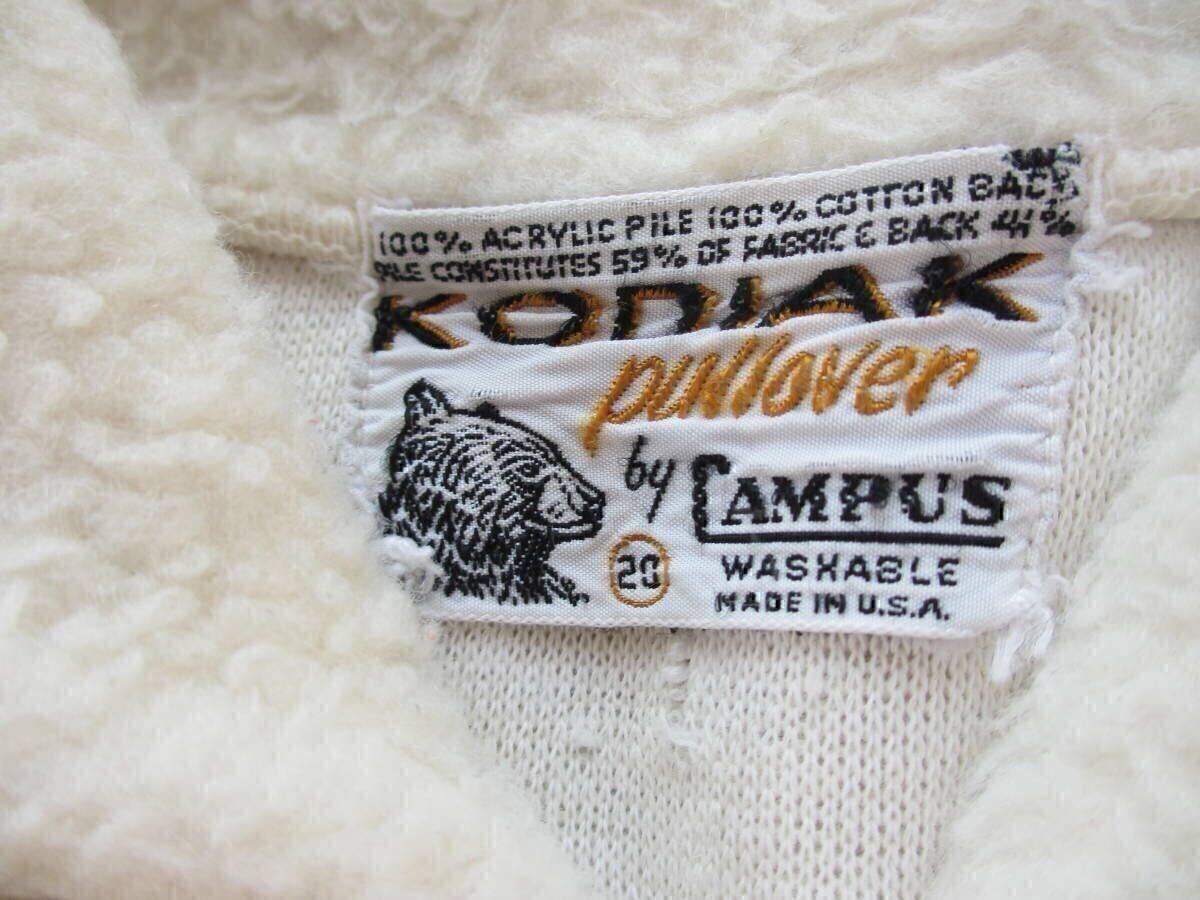 100% ACRYLIC PILE 100% COTTON BACK
PILE CONSTITUTES 59% OF FABRIC & BACK 41%
KODIAK
pullover
by CAMPUS
20
WASHABLE
MADE IN U.S.A.